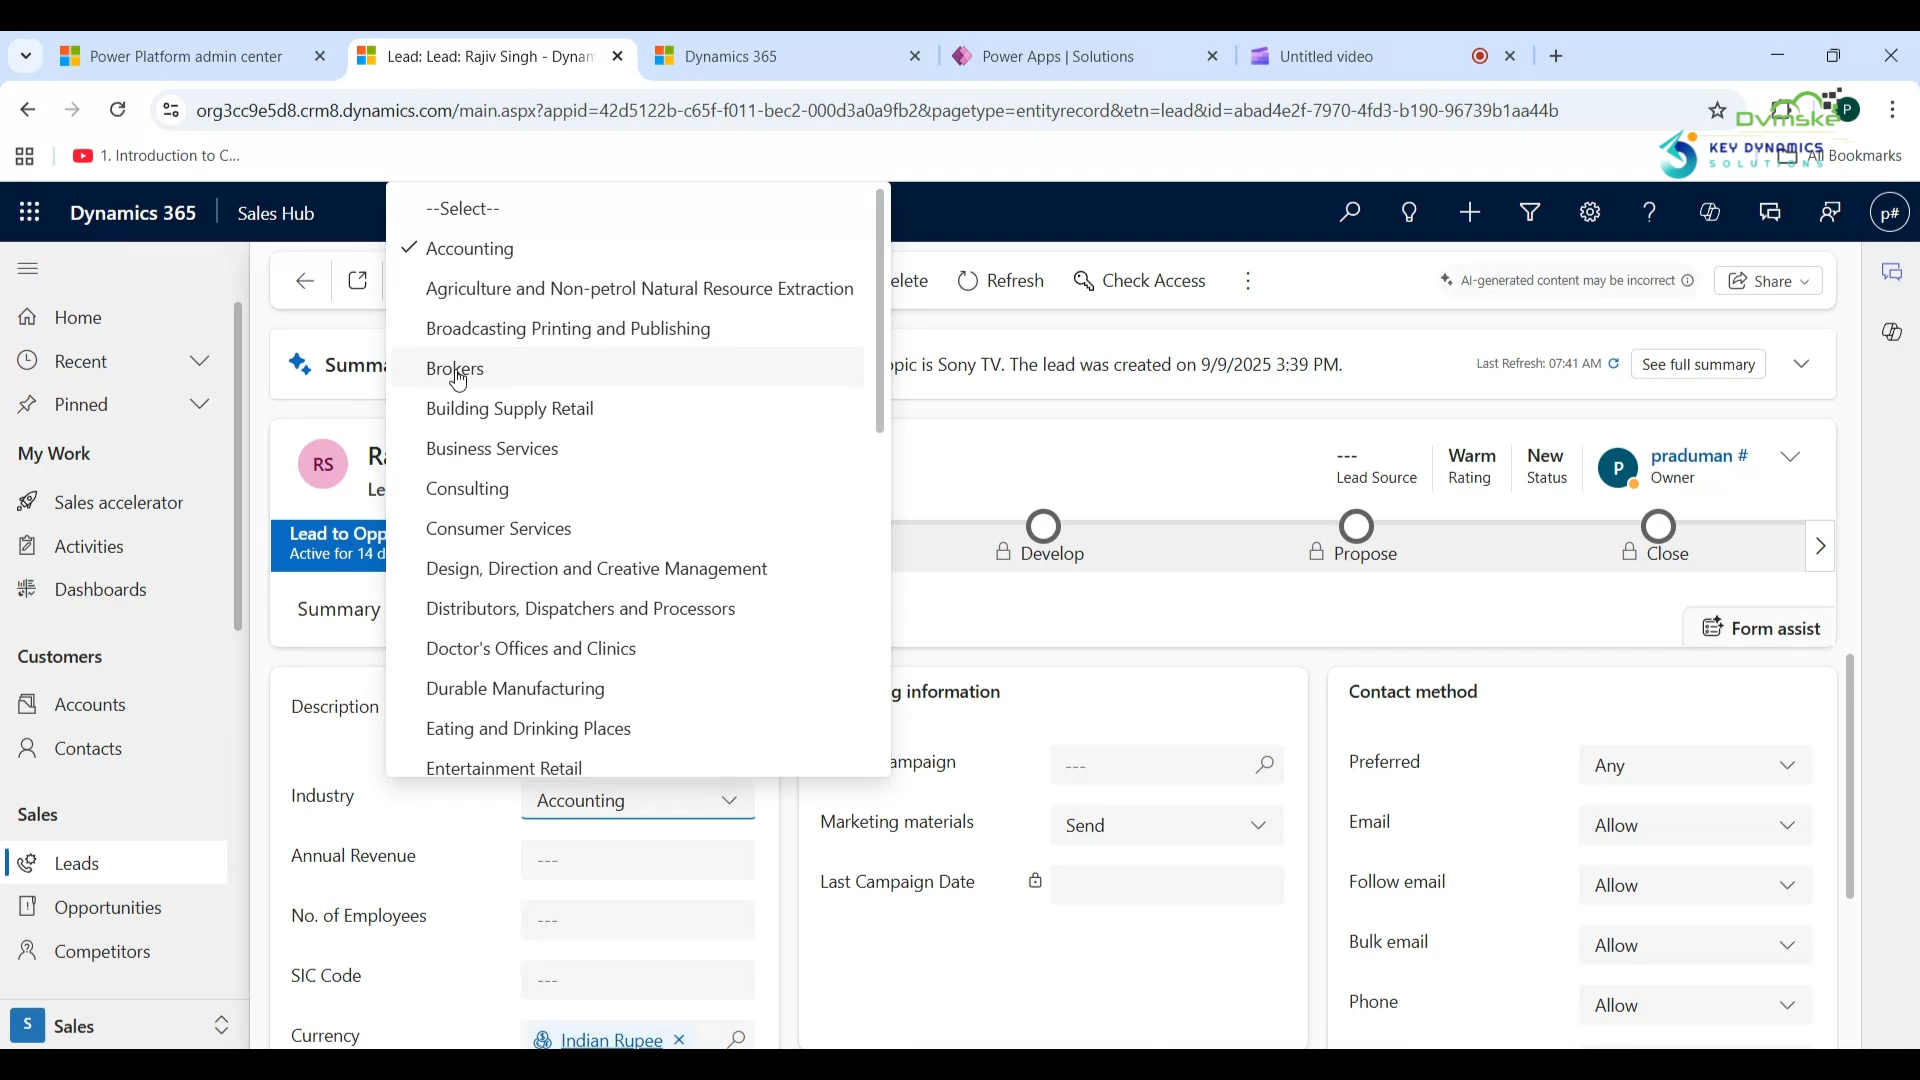 Power Platform admin center
Lead: Lead: Rajiv Singh - Dynan
Dynamics 365
Power Apps | Solutions
Untitled video
org3cc9e5d8.crm8.dynamics.com/main.aspx?appid=42d5122b-c65f-f011-bec2-000d3a0a9fb2&pagetype=entityrecord&etn=lead&id=abad4e2f-7970-4fd3-b190-96739b1aa44b
P
Dvmske
1. Introduction to C...
KEY DYNAMICS
SOLUTIONS
All Bookmarks
Dynamics 365
Sales Hub
p#
elete
Refresh
Check Access
AI-generated content may be incorrect
Share
Home
Recent
Pinned
My Work
Sales accelerator
Activities
Dashboards
Customers
Accounts
Contacts
Sales
Leads
Opportunities
Competitors
S
Sales
--Select--
Accounting
Agriculture and Non-petrol Natural Resource Extraction
Broadcasting Printing and Publishing
Brokers
Building Supply Retail
Business Services
Consulting
Consumer Services
Design, Direction and Creative Management
Distributors, Dispatchers and Processors
Doctor's Offices and Clinics
Durable Manufacturing
Eating and Drinking Places
Entertainment Retail
Summa
pic is Sony TV. The lead was created on 9/9/2025 3:39 PM.
Last Refresh: 07:41 AM
See full summary
RS
Ra
Le
---
Lead Source
Warm
Rating
New
Status
P
praduman #
Owner
Lead to Opp
Active for 14 d
Develop
Propose
Close
Summary
Form assist
Description
Industry
Accounting
Annual Revenue
---
No. of Employees
---
SIC Code
---
Currency
Indian Rupee
g information
ampaign
---
Marketing materials
Send
Last Campaign Date
Contact method
Preferred
Any
Email
Allow
Follow email
Allow
Bulk email
Allow
Phone
Allow